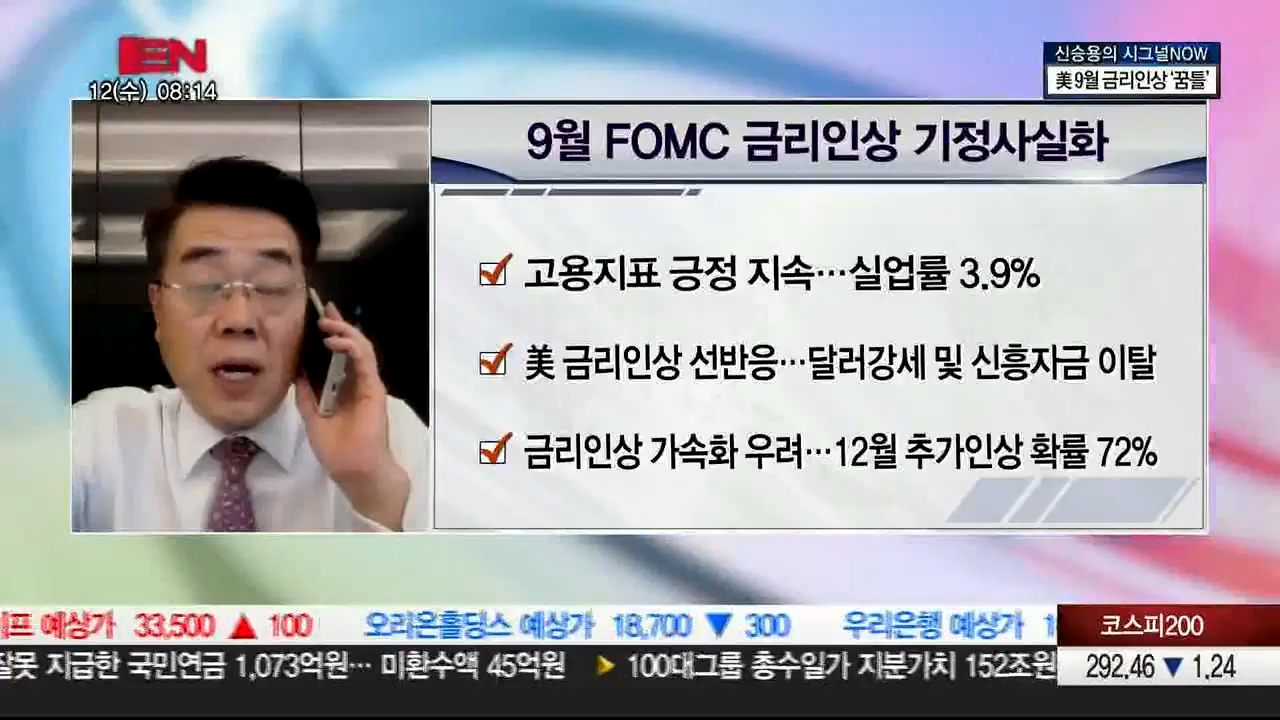 EN
12(수) 08:14
신승용의 시그널NOW
美 9월 금리인상 '꿈틀'
9월 FOMC 금리인상 기정사실화
고용지표 긍정 지속…실업률 3.9%
美 금리인상 선반응…달러강세 및 신흥자금 이탈
금리인상 가속화 우려…12월 추가인상 확률 72%
프 예상가 33,500 ▲ 100 오리온홀딩스 예상가 18,700 ▼ 300 우리은행 예상가
코스피200
잘못 지급한 국민연금 1,073억원… 미환수액 45억원 ▶ 100대그룹 총수일가 지분가치 152조원
292.46 ▼ 1.24